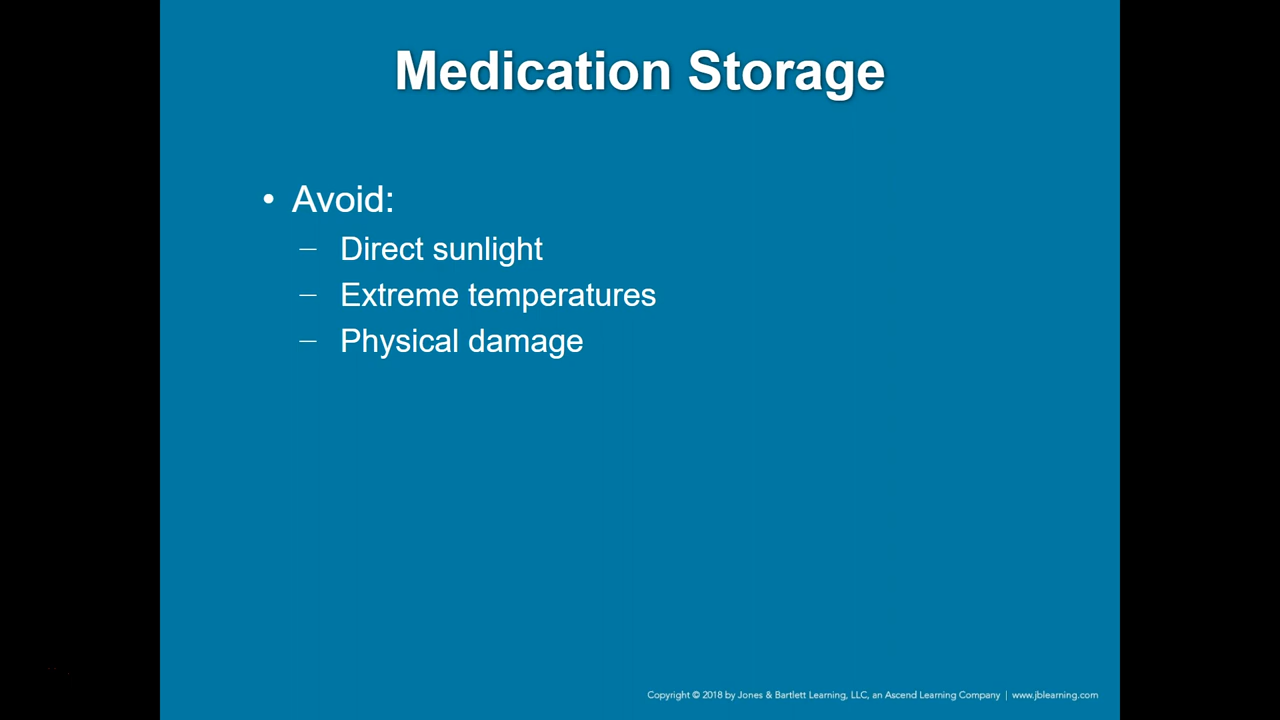 Medication Storage
• Avoid:
– Direct sunlight
– Extreme temperatures
– Physical damage
Copyright © 2018 by Jones & Bartlett Learning, LLC, an Ascend Learning Company | www.jblearning.com